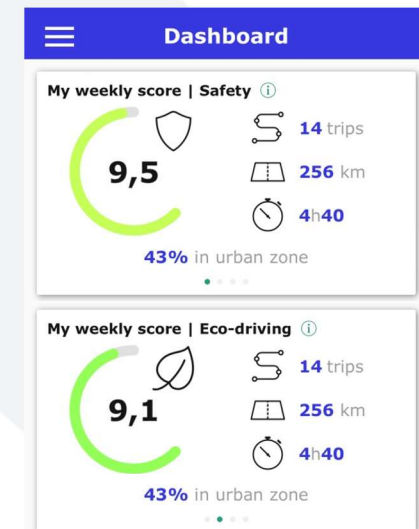 Dashboard
My weekly score | Safety i
9,5
14 trips
256 km
4h40
43% in urban zone
My weekly score | Eco-driving i
9,1
14 trips
256 km
4h40
43% in urban zone